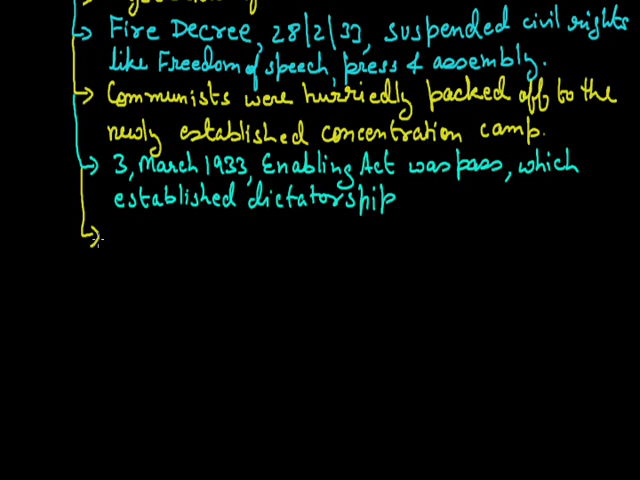 Fire Decree, 28/2/33, suspended civil rights
like Freedom of speech, press & assembly.
Communists were hurriedly packed off to the
newly established concentration camp.
3, March 1933, Enabling Act was pass, which
established dictatorship